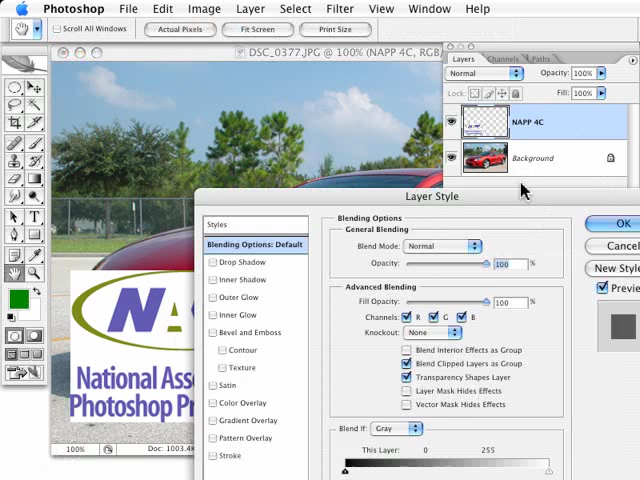 Photoshop File Edit Image Layer Select Filter View Window Help
Scroll All Windows Actual Pixels Fit Screen Print Size
DSC_0377.JPG @ 100% (NAPP 4C, RGB/
Layers Channels Paths
Normal Opacity: 100%
Lock: Fill: 100%
NAPP 4C
Background
Layer Style
Styles
Blending Options: Default
Drop Shadow
Inner Shadow
Outer Glow
Inner Glow
Bevel and Emboss
Contour
Texture
Satin
Color Overlay
Gradient Overlay
Pattern Overlay
Stroke
Blending Options
General Blending
Blend Mode: Normal
Opacity: 100 %
Advanced Blending
Fill Opacity: 100 %
Channels: R G B
Knockout: None
Blend Interior Effects as Group
Blend Clipped Layers as Group
Transparency Shapes Layer
Layer Mask Hides Effects
Vector Mask Hides Effects
Blend If: Gray
This Layer: 0 255
OK
Cance
New Style
Previe
NA
National Asso
Photoshop Pr
100% Doc: 1003.4K